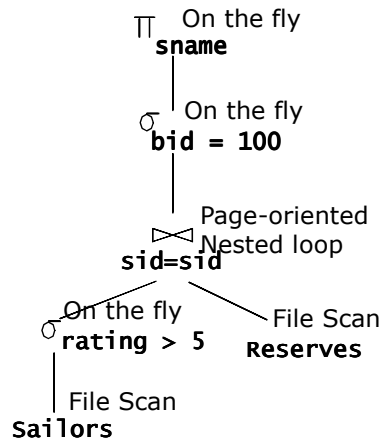 ∏ On the fly
sname
On the fly
σ bid = 100
Page-oriented
⋈ Nested loop
sid=sid
On the fly
σ rating > 5
File Scan
Reserves
File Scan
Sailors